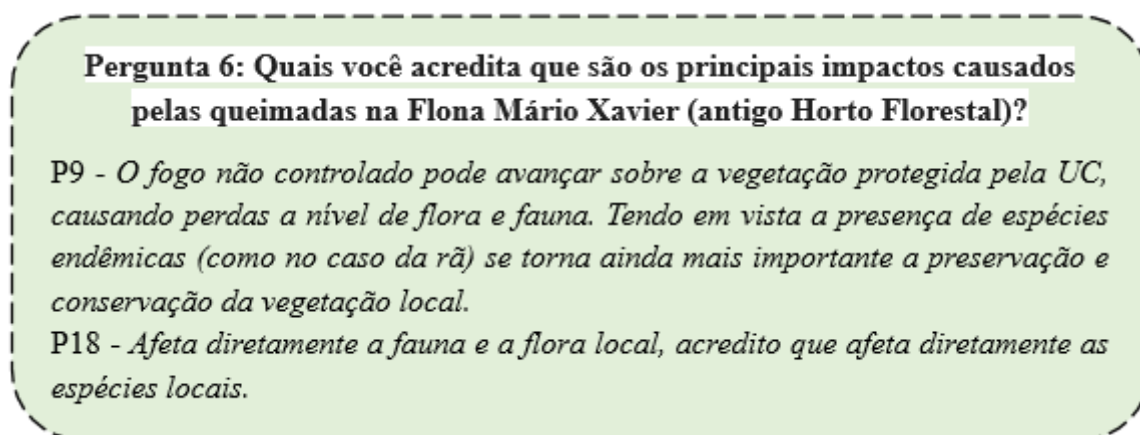 Pergunta 6: Quais você acredita que são os principais impactos causados
pelas queimadas na Flona Mário Xavier (antigo Horto Florestal)?
P9 - O fogo não controlado pode avançar sobre a vegetação protegida pela UC,
causando perdas a nível de flora e fauna. Tendo em vista a presença de espécies
endêmicas (como no caso da rã) se torna ainda mais importante a preservação e
conservação da vegetação local.
P18 - Afeta diretamente a fauna e a flora local, acredito que afeta diretamente as
espécies locais.